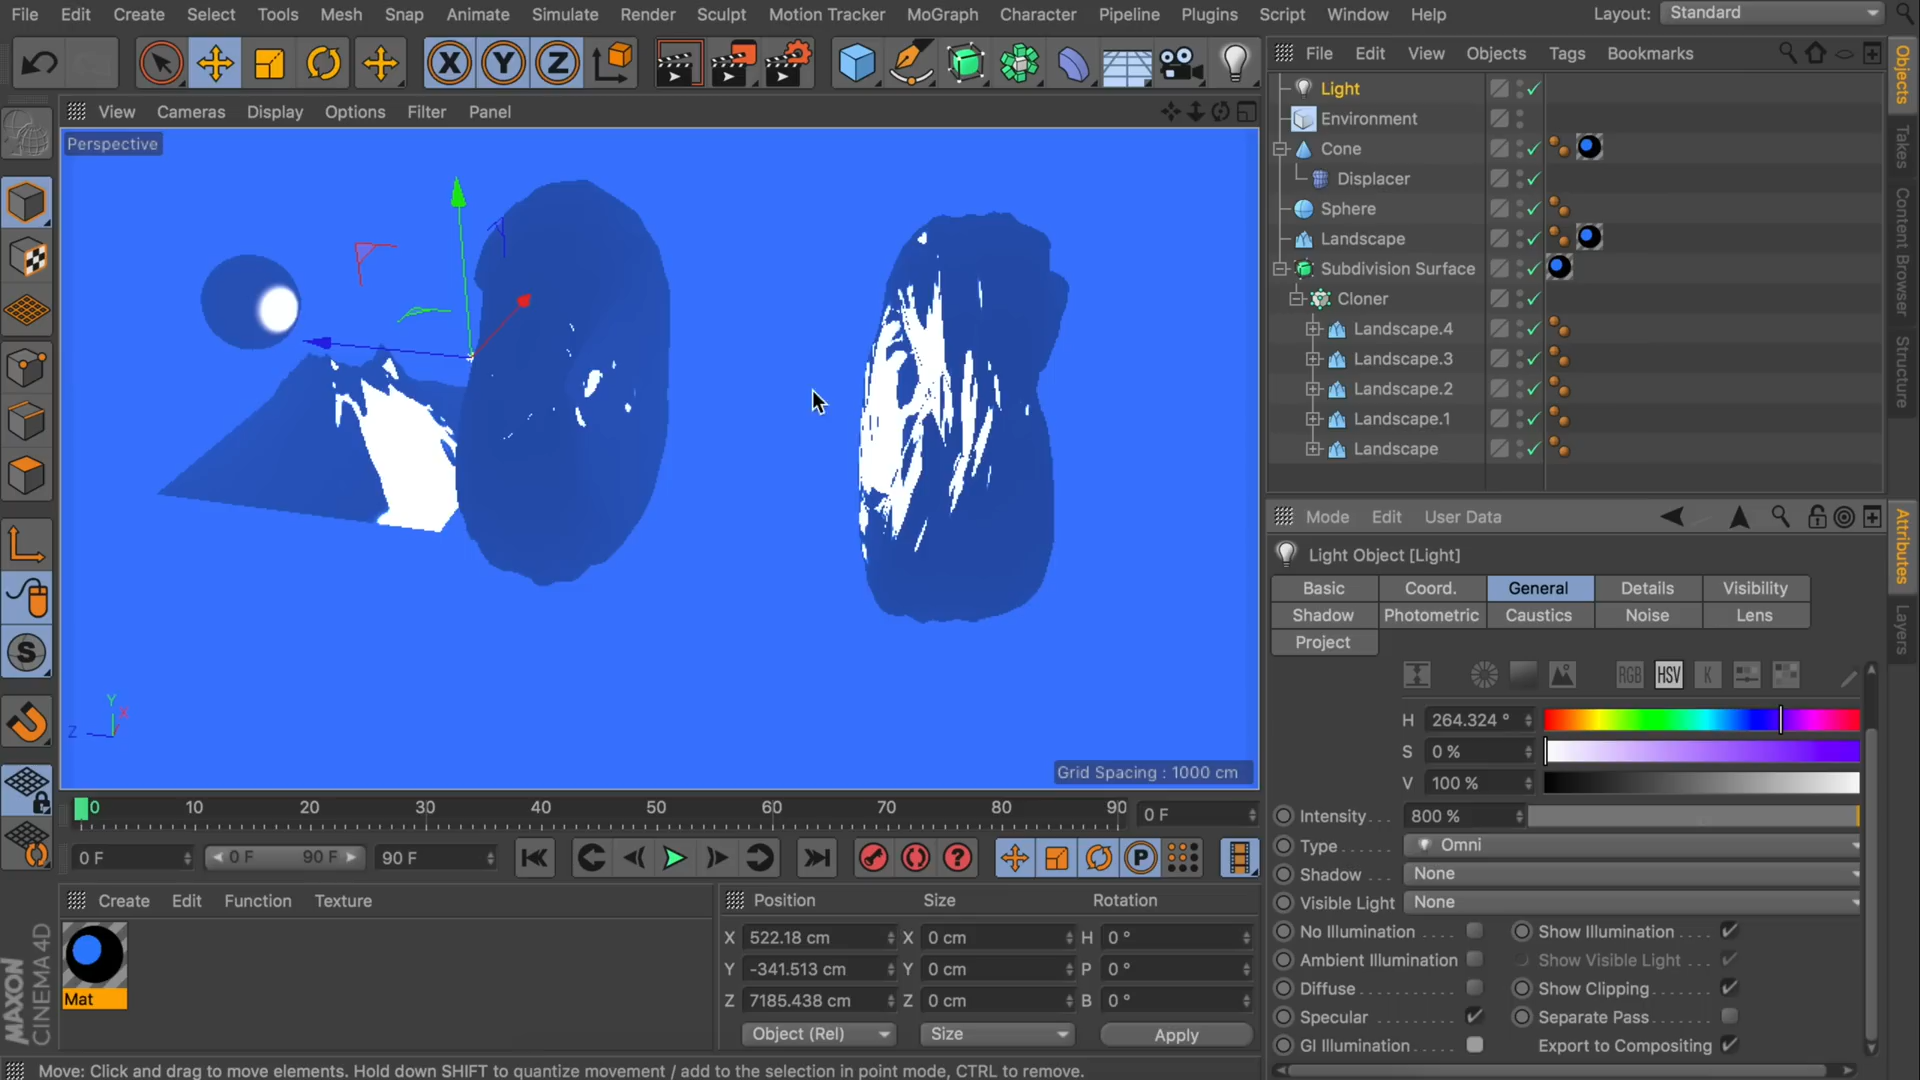 File Edit Create Select Tools Mesh Snap Animate Simulate Render Sculpt Motion Tracker MoGraph Character Pipeline Plugins Script Window Help Layout: Standard
X Y Z
File Edit View Objects Tags Bookmarks
View Cameras Display Options Filter Panel
Perspective
Light
Environment
Cone
Displacer
Sphere
Landscape
Subdivision Surface
Cloner
Landscape.4
Landscape.3
Landscape.2
Landscape.1
Landscape
Objects
Takes
Content Browser
Structure
Mode Edit User Data
Light Object [Light]
Basic Coord. General Details Visibility
Shadow Photometric Caustics Noise Lens
Project
RGB HSV K
H 264.324 °
S 0 %
V 100 %
Intensity... 800 %
Type...... Omni
Shadow ... None
Visible Light None
No Illumination .... Show Illumination ....
Ambient Illumination Show Visible Light ...
Diffuse........ Show Clipping.......
Specular ........ Separate Pass.......
GI Illumination..... Export to Compositing
Attributes
Layers
S
Y X Z
Grid Spacing : 1000 cm
0 10 20 30 40 50 60 70 80 90 0 F
0 F 0 F 90 F 90 F
? P
Create Edit Function Texture
Mat
MAXON
CINEMA 4D
Position Size Rotation
X 522.18 cm X 0 cm H 0 °
Y -341.513 cm Y 0 cm P 0 °
Z 7185.438 cm Z 0 cm B 0 °
Object (Rel) Size Apply
Move: Click and drag to move elements. Hold down SHIFT to quantize movement / add to the selection in point mode, CTRL to remove.